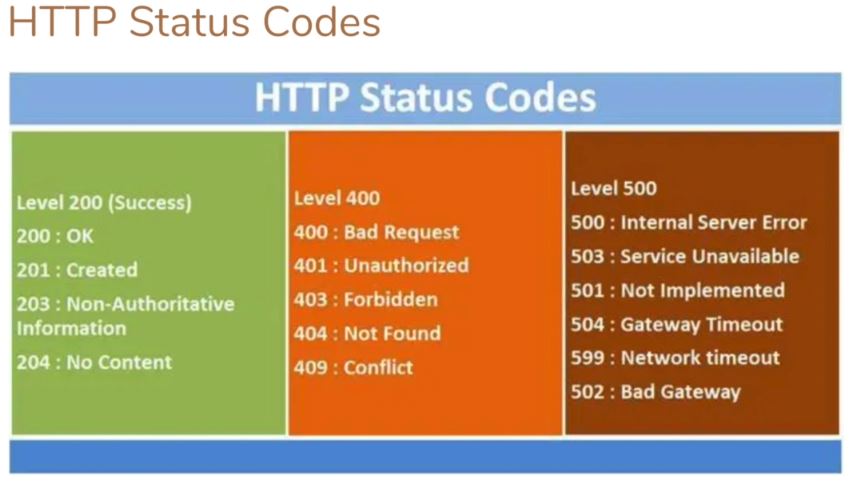 HTTP Status Codes
HTTP Status Codes
Level 200 (Success)
200 : OK
201 : Created
203 : Non-Authoritative
Information
204 : No Content
Level 400
400 : Bad Request
401 : Unauthorized
403 : Forbidden
404 : Not Found
409 : Conflict
Level 500
500 : Internal Server Error
503 : Service Unavailable
501 : Not Implemented
504 : Gateway Timeout
599 : Network timeout
502 : Bad Gateway